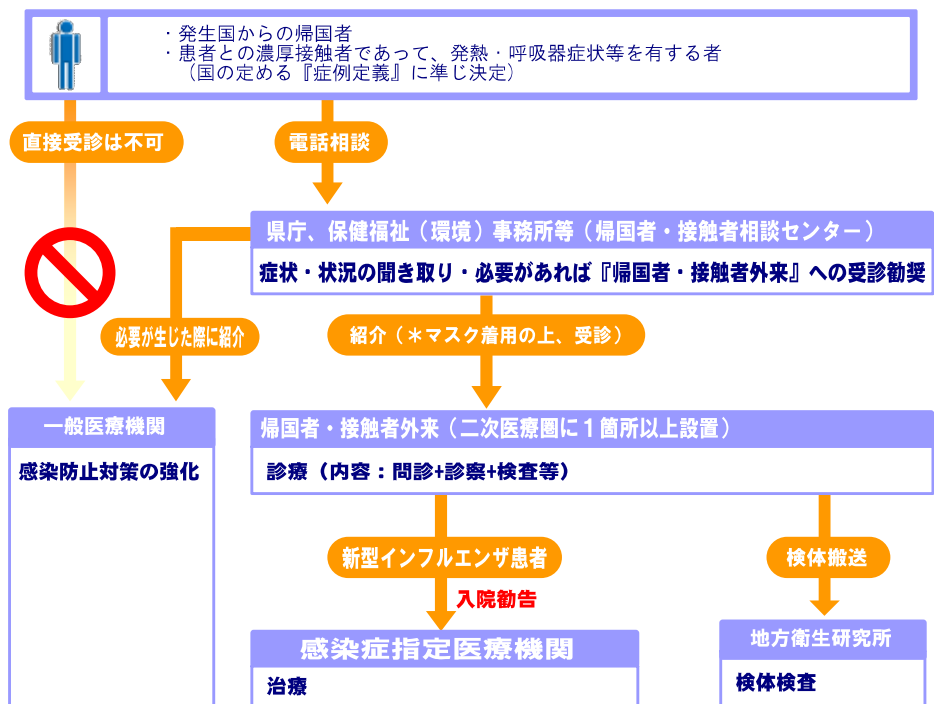 ・発生国からの帰国者
・患者との濃厚接触者であって、発熱・呼吸器症状等を有する者
（国の定める『症例定義』に準じ決定）
直接受診は不可
電話相談
県庁、保健福祉（環境）事務所等（帰国者・接触者相談センター）
症状・状況の聞き取り・必要があれば『帰国者・接触者外来』への受診勧奨
必要が生じた際に紹介
紹介（＊マスク着用の上、受診）
一般医療機関
感染防止対策の強化
帰国者・接触者外来（二次医療圏に１箇所以上設置）
診療（内容：問診+診察+検査等）
新型インフルエンザ患者
検体搬送
入院勧告
感染症指定医療機関
治療
地方衛生研究所
検体検査